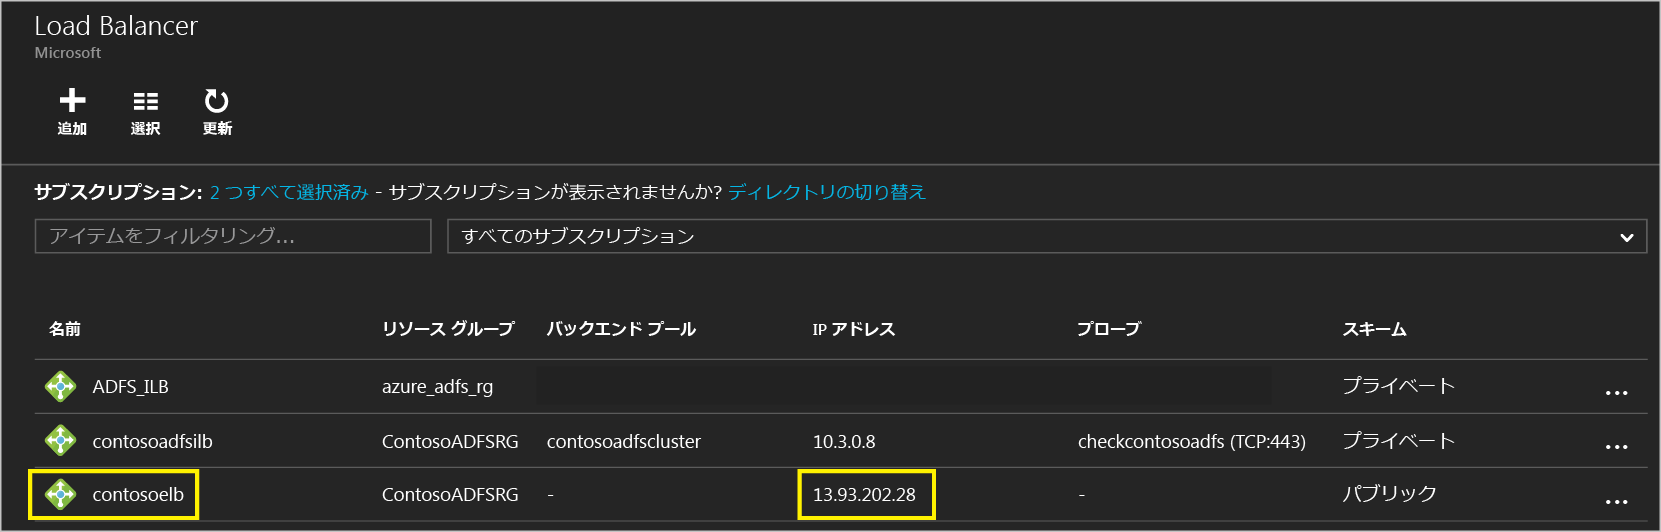 Load Balancer
Microsoft
追加 選択 更新
サブスクリプション: 2 つすべて選択済み - サブスクリプションが表示されませんか? ディレクトリの切り替え
アイテムをフィルタリング... すべてのサブスクリプション
名前 リソース グループ バックエンド プール IP アドレス プローブ スキーム
ADFS_ILB azure_adfs_rg プライベート ...
contosoadfsilb ContosoADFSRG contosoadfscluster 10.3.0.8 checkcontosoadfs (TCP:443) プライベート ...
contosoelb ContosoADFSRG - 13.93.202.28 - パブリック ...